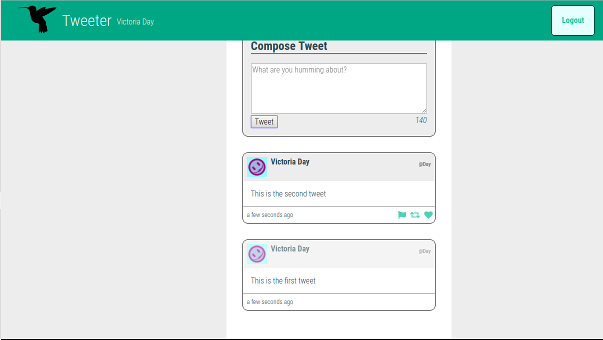 Tweeter Victoria Day
Logout
Compose Tweet
What are you humming about?
Tweet 140
Victoria Day @Day
This is the second tweet
a few seconds ago
Victoria Day @Day
This is the first tweet
a few seconds ago